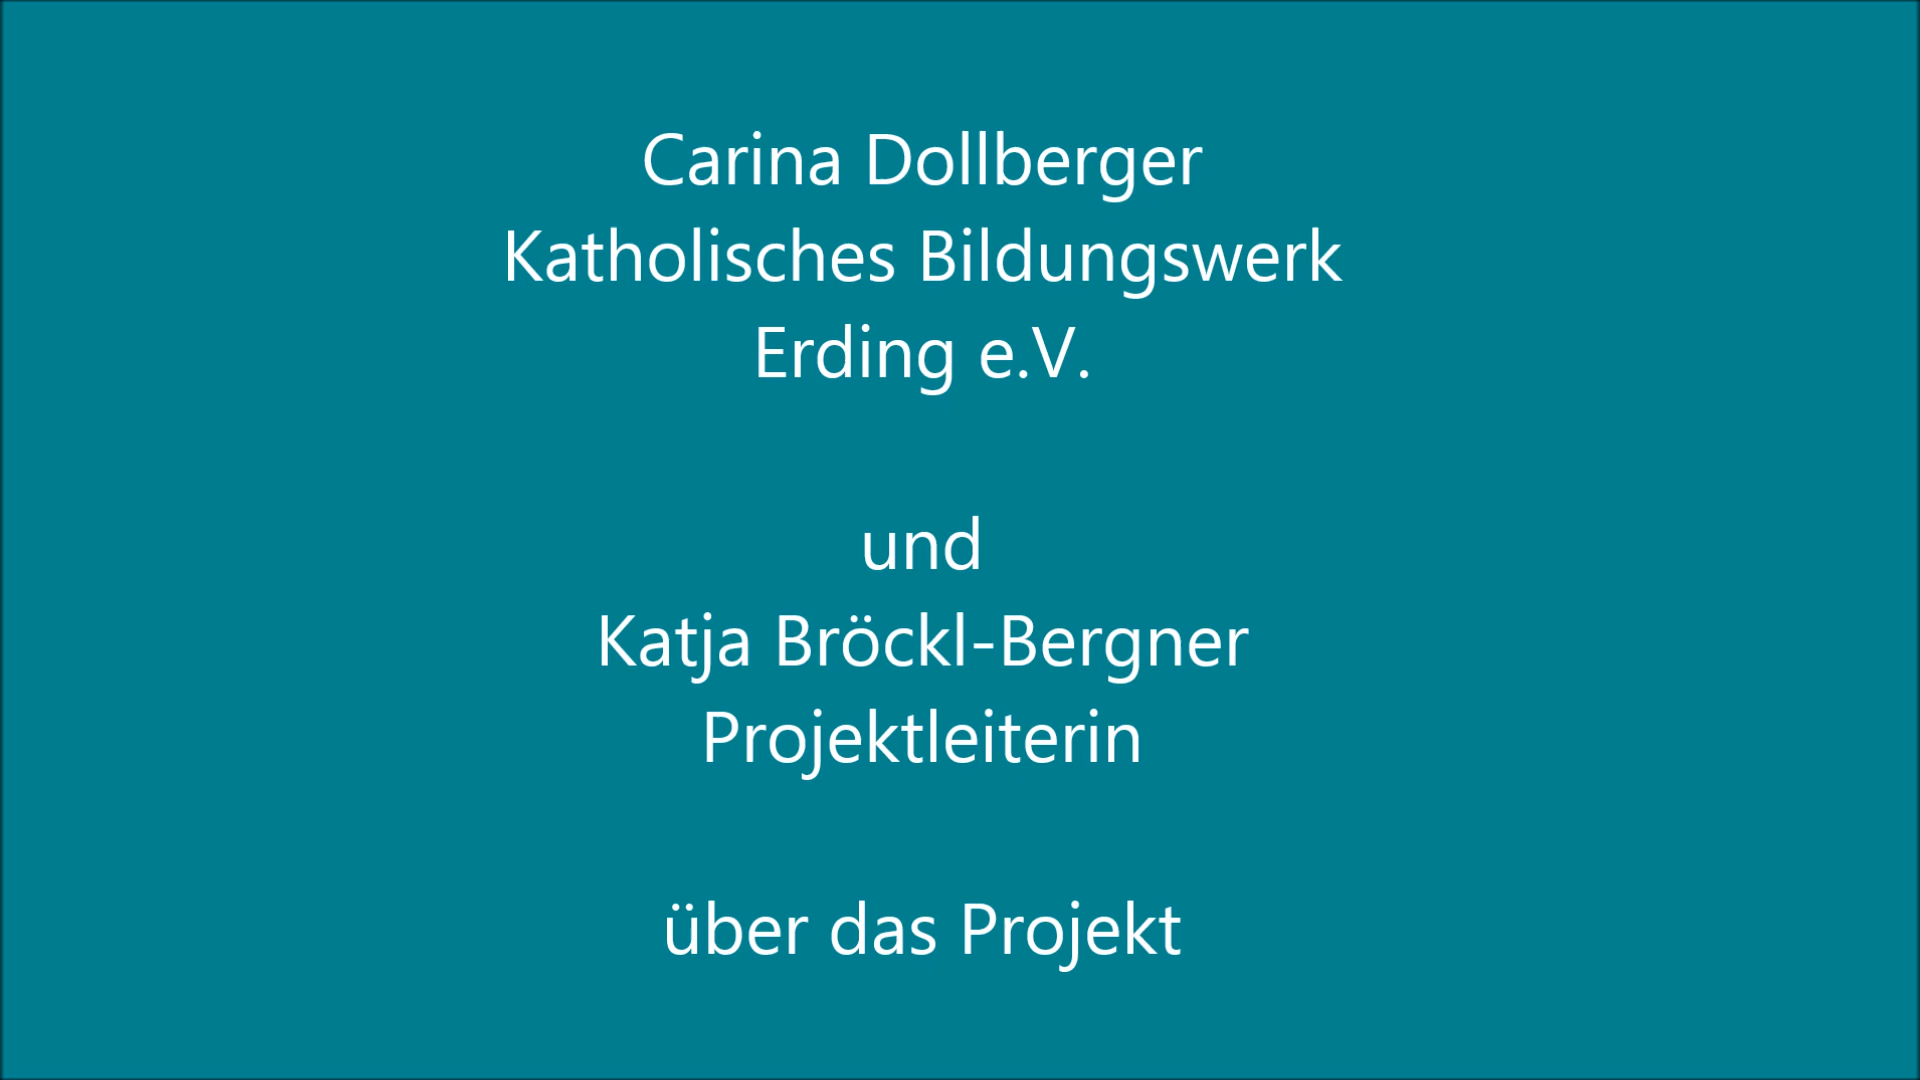 Carina Dollberger
Katholisches Bildungswerk
Erding e.V.
und
Katja Bröckl-Bergner
Projektleiterin
über das Projekt